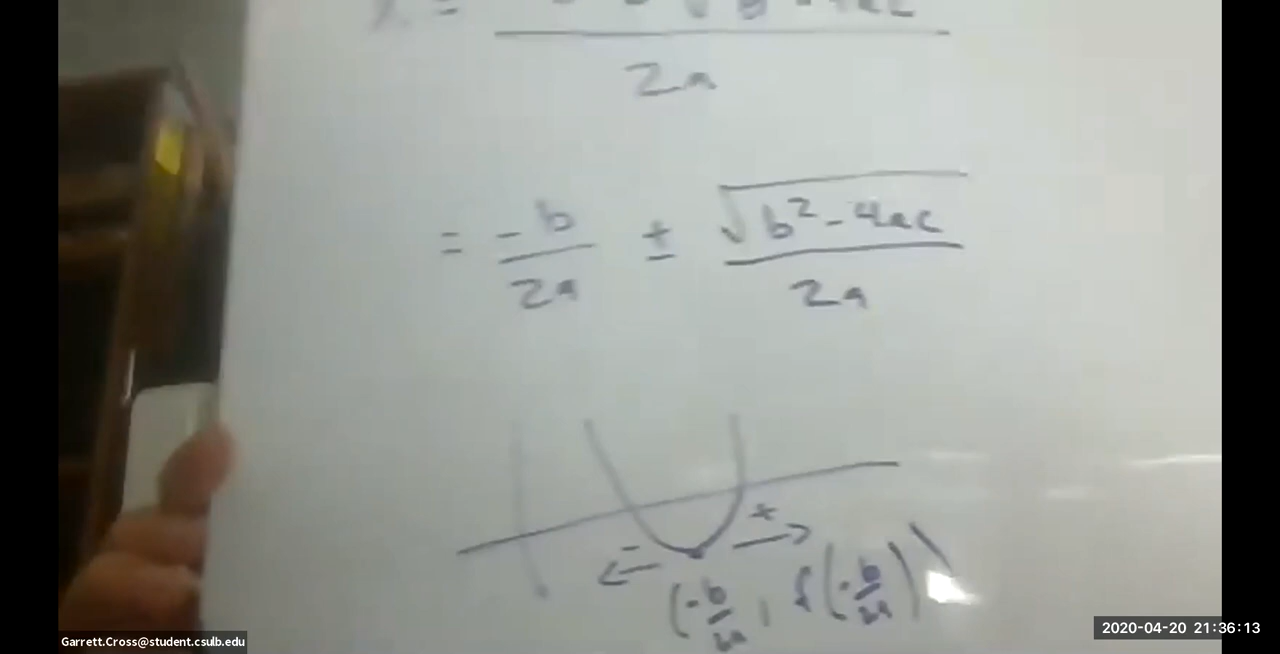 2a
= -b/2a ± √b²-4ac/2a
+
-
(-b/2a, f(-b/2a))
Garrett.Cross@student.csulb.edu
2020-04-20 21:36:13